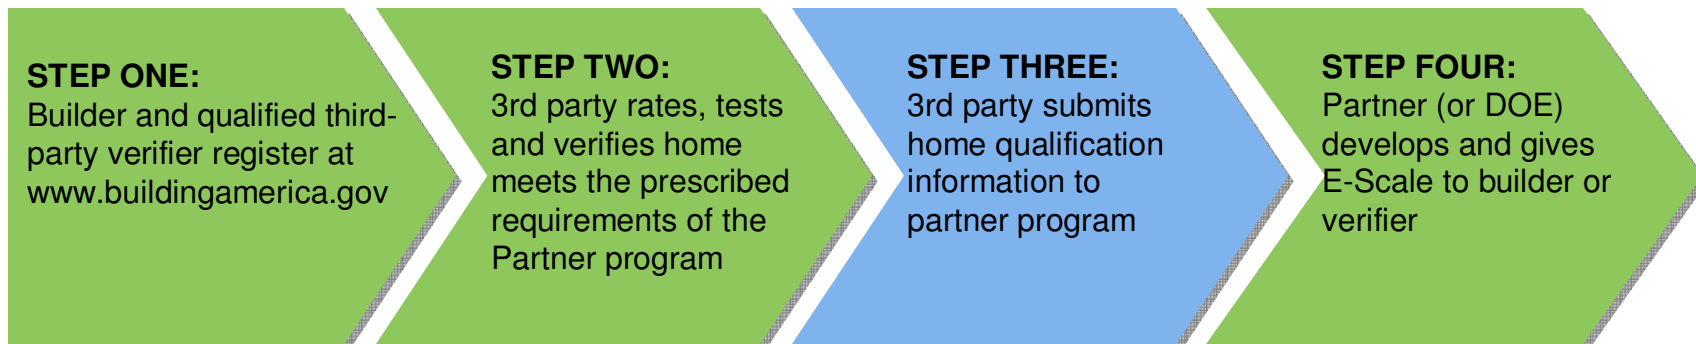 STEP ONE:
Builder and qualified third-
party verifier register at
www.buildingamerica.gov
STEP TWO:
3rd party rates, tests
and verifies home
meets the prescribed
requirements of the
Partner program
STEP THREE:
3rd party submits
home qualification
information to
partner program
STEP FOUR:
Partner (or DOE)
develops and gives
E-Scale to builder or
verifier